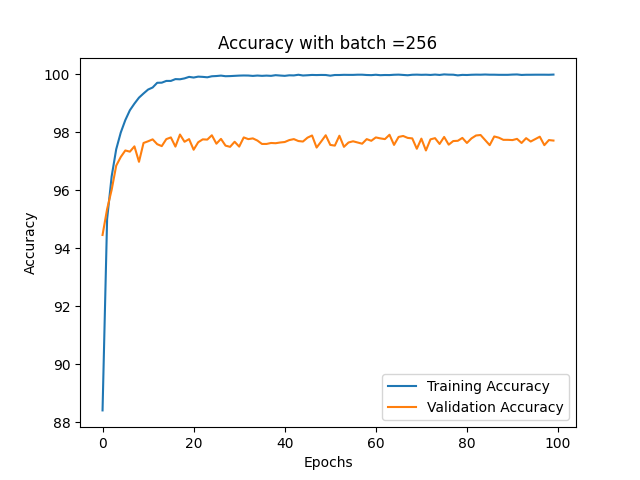 Accuracy with batch =256
100
98
96
94
92
90
88
Accuracy
0 20 40 60 80 100
Epochs
Training Accuracy
Validation Accuracy